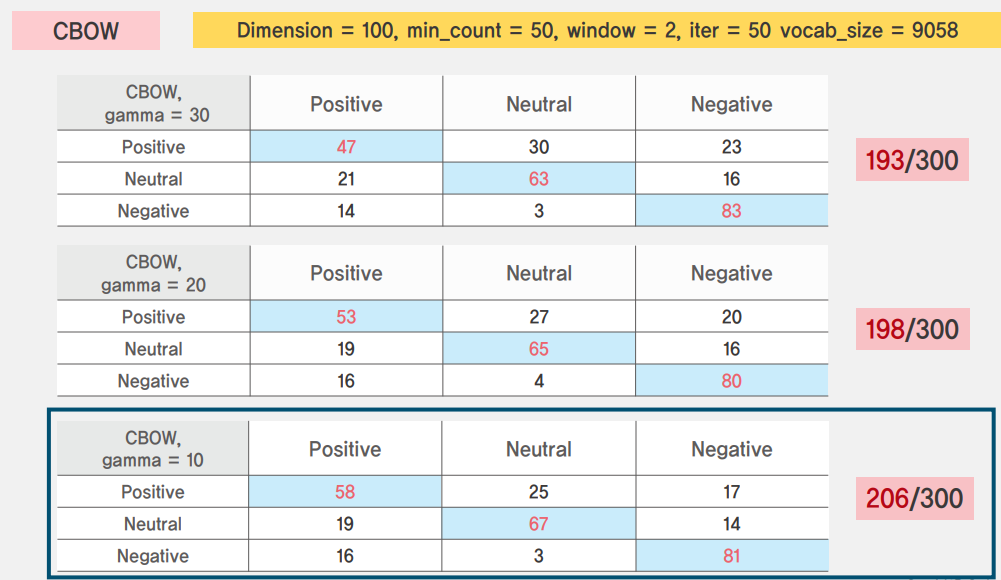 CBOW
Dimension = 100, min_count = 50, window = 2, iter = 50 vocab_size = 9058
CBOW,
gamma = 30
Positive Neutral Negative
Positive 47 30 23
Neutral 21 63 16
Negative 14 3 83
193/300
CBOW,
gamma = 20
Positive Neutral Negative
Positive 53 27 20
Neutral 19 65 16
Negative 16 4 80
198/300
CBOW,
gamma = 10
Positive Neutral Negative
Positive 58 25 17
Neutral 19 67 14
Negative 16 3 81
206/300